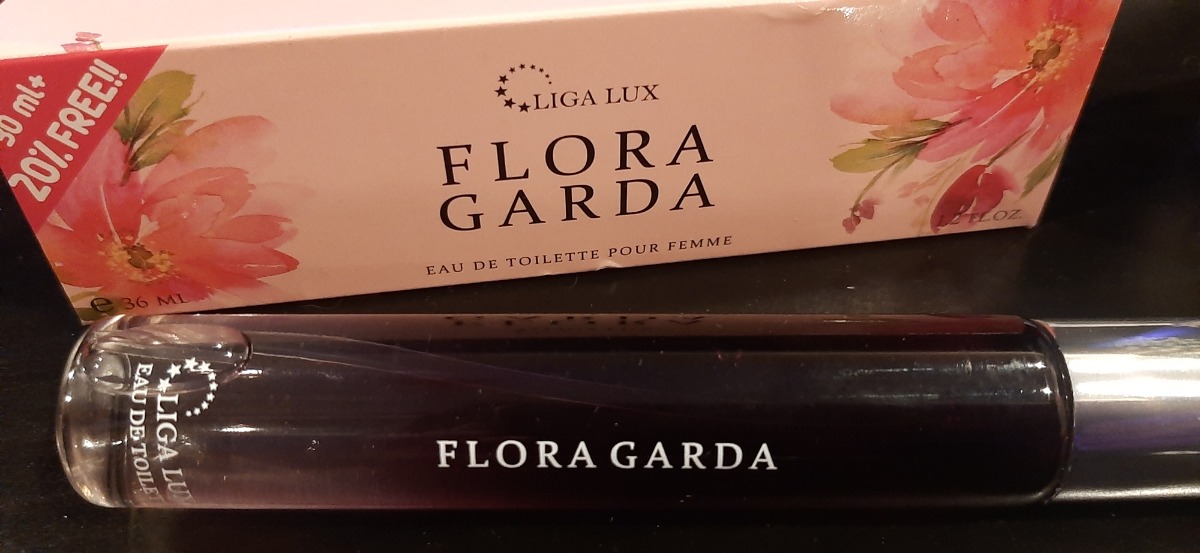 30 ml+
20% FREE!!
LIGA LUX
FLORA
GARDA
EAU DE TOILETTE POUR FEMME
e 36 ML
1.2 FL.OZ.
LIGA LUX
EAU DE TOILET
FLORA GARDA